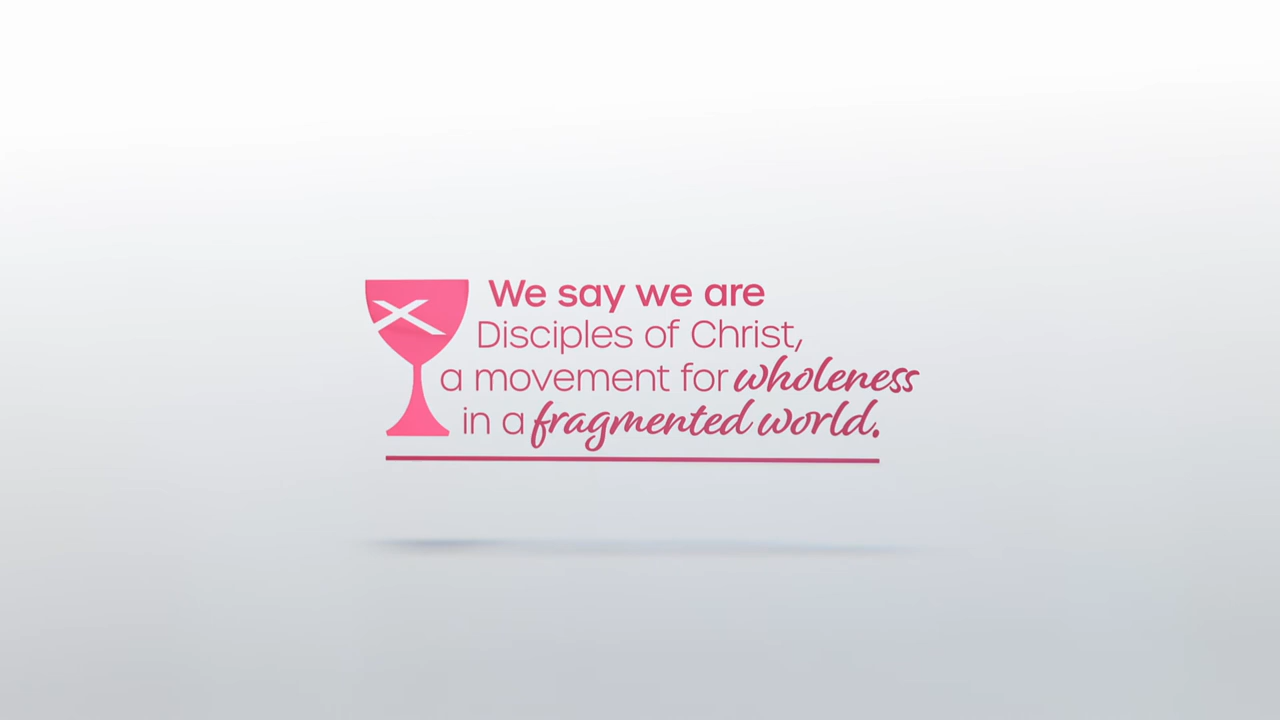 We say we are
Disciples of Christ,
a movement for wholeness
in a fragmented world.